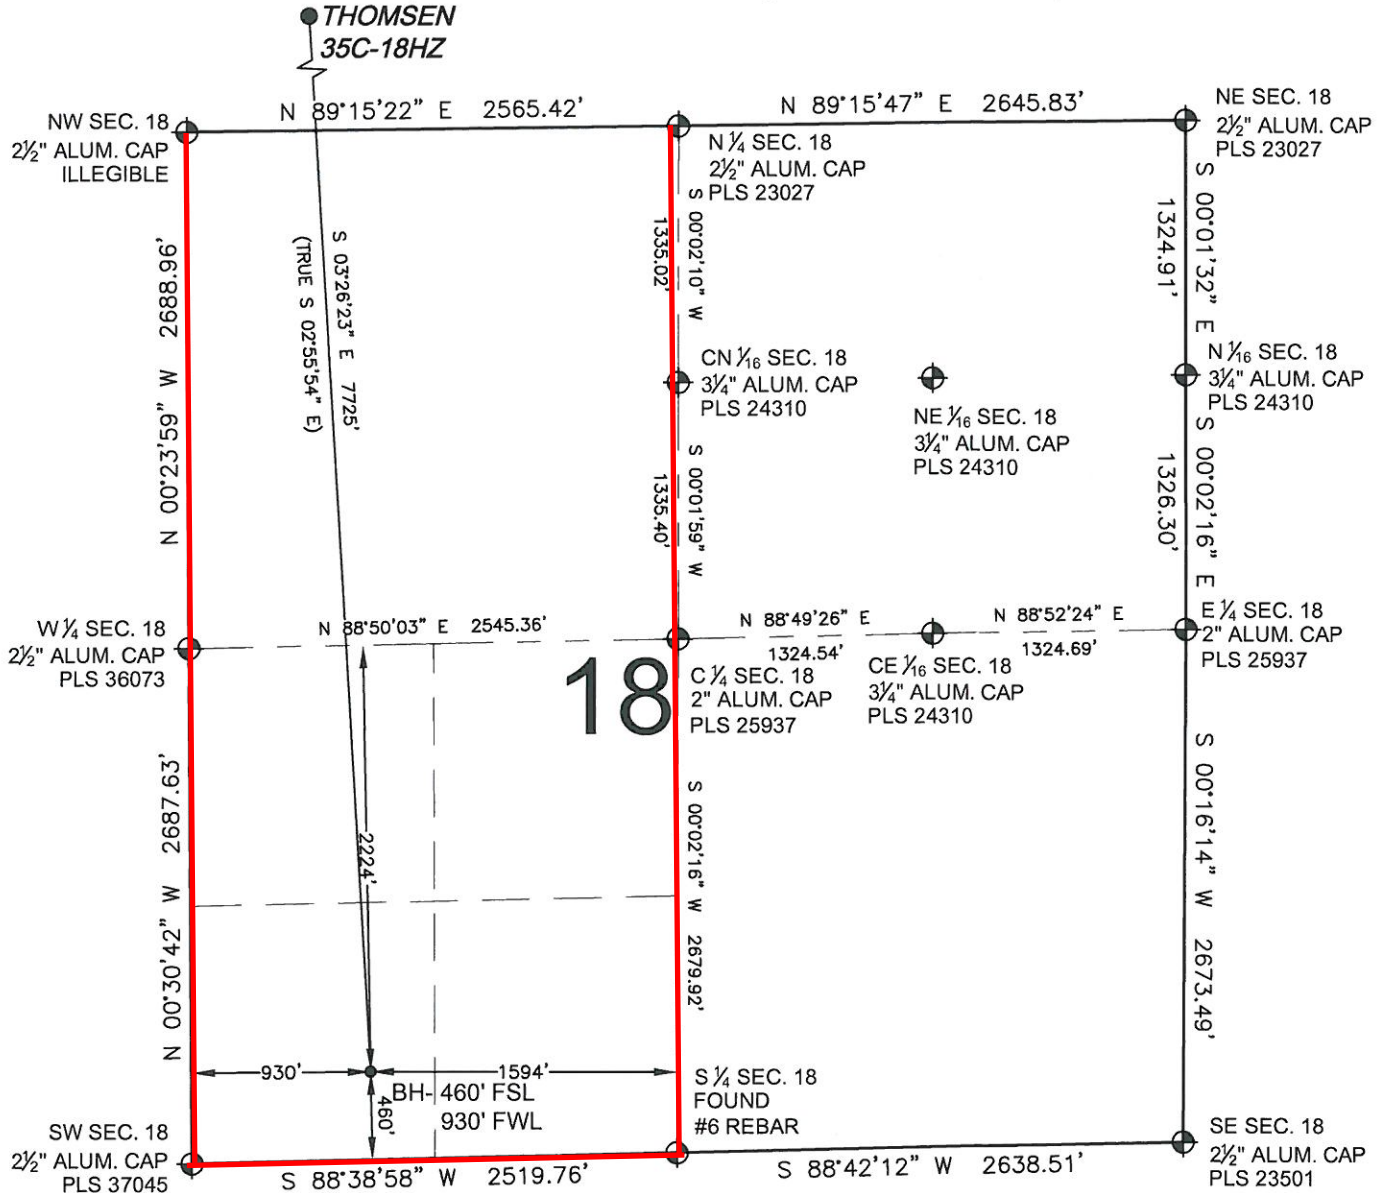 THOMSEN
35C-18HZ
N 89°15'22" E 2565.42'
N 89°15'47" E 2645.83'
NW SEC. 18
2½" ALUM. CAP
ILLEGIBLE
N ¼ SEC. 18
2½" ALUM. CAP
PLS 23027
NE SEC. 18
2½" ALUM. CAP
PLS 23027
N 00°23'59" W 2688.96'
S 03°26'23" E 7725'
(TRUE S 02°55'54" E)
S 00°02'10" W
1335.02'
S 00°01'32" E
1324.91'
CN 1⁄16 SEC. 18
3¼" ALUM. CAP
PLS 24310
NE 1⁄16 SEC. 18
3¼" ALUM. CAP
PLS 24310
N 1⁄16 SEC. 18
3¼" ALUM. CAP
PLS 24310
S 00°01'59" W
1335.40'
S 00°02'16" E
1326.30'
W ¼ SEC. 18
2½" ALUM. CAP
PLS 36073
N 88°50'03" E 2545.36'
N 88°49'26" E
1324.54'
N 88°52'24" E
1324.69'
E ¼ SEC. 18
2" ALUM. CAP
PLS 25937
18
C ¼ SEC. 18
2" ALUM. CAP
PLS 25937
CE 1⁄16 SEC. 18
3¼" ALUM. CAP
PLS 24310
N 00°30'42" W 2687.63'
2224'
S 00°02'16" W 2679.92'
S 00°16'14" W 2673.49'
930'
1594'
BH- 460' FSL
930' FWL
460'
S ¼ SEC. 18
FOUND
#6 REBAR
SW SEC. 18
2½" ALUM. CAP
PLS 37045
S 88°38'58" W 2519.76'
S 88°42'12" W 2638.51'
SE SEC. 18
2½" ALUM. CAP
PLS 23501